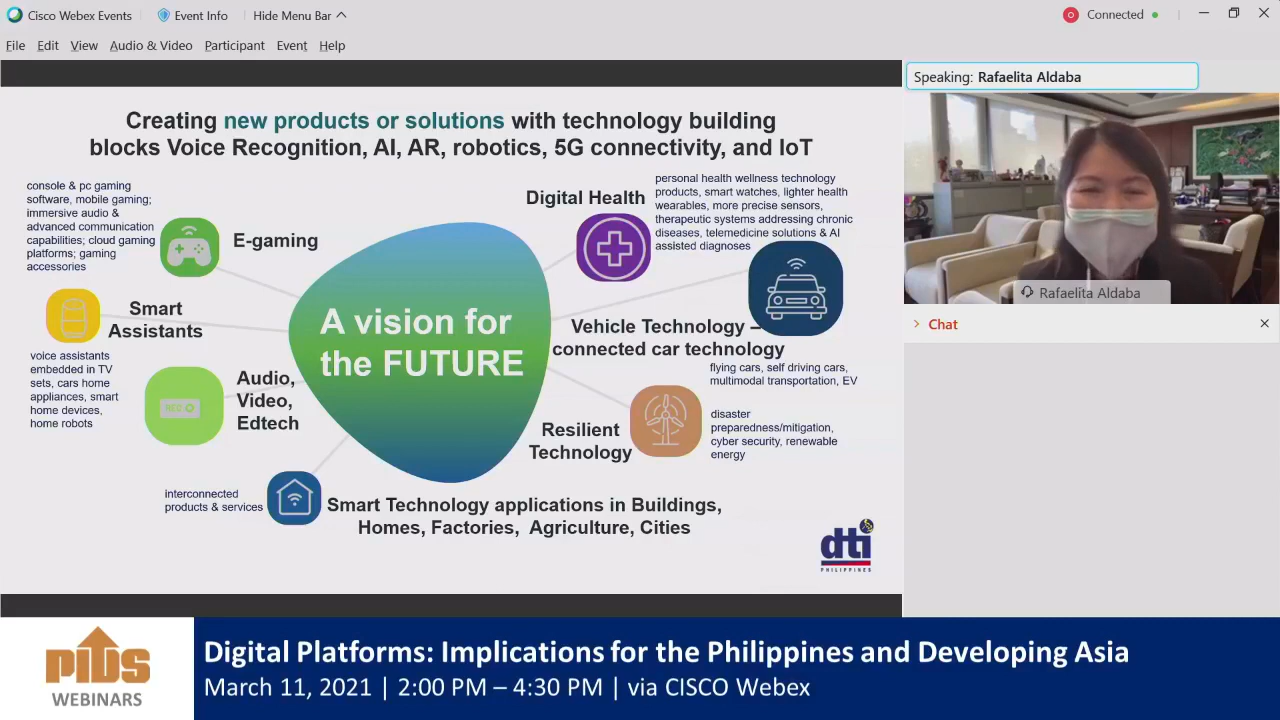 Cisco Webex Events
Event Info
Hide Menu Bar
Connected
File Edit View Audio & Video Participant Event Help
Speaking: Rafaelita Aldaba
Creating new products or solutions with technology building
blocks Voice Recognition, AI, AR, robotics, 5G connectivity, and IoT
console & pc gaming
software, mobile gaming;
immersive audio &
advanced communication
capabilities; cloud gaming
platforms; gaming
accessories
E-gaming
Smart
Assistants
voice assistants
embedded in TV
sets, cars home
appliances, smart
home devices,
home robots
Audio,
Video,
Edtech
REC
interconnected
products & services
Smart Technology applications in Buildings,
Homes, Factories, Agriculture, Cities
A vision for
the FUTURE
Digital Health
personal health wellness technology
products, smart watches, lighter health
wearables, more precise sensors,
therapeutic systems addressing chronic
diseases, telemedicine solutions & AI
assisted diagnoses
Vehicle Technology –
connected car technology
flying cars, self driving cars,
multimodal transportation, EV
Resilient
Technology
disaster
preparedness/mitigation,
cyber security, renewable
energy
dti
PHILIPPINES
Rafaelita Aldaba
Chat
pids
WEBINARS
Digital Platforms: Implications for the Philippines and Developing Asia
March 11, 2021 | 2:00 PM – 4:30 PM | via CISCO Webex